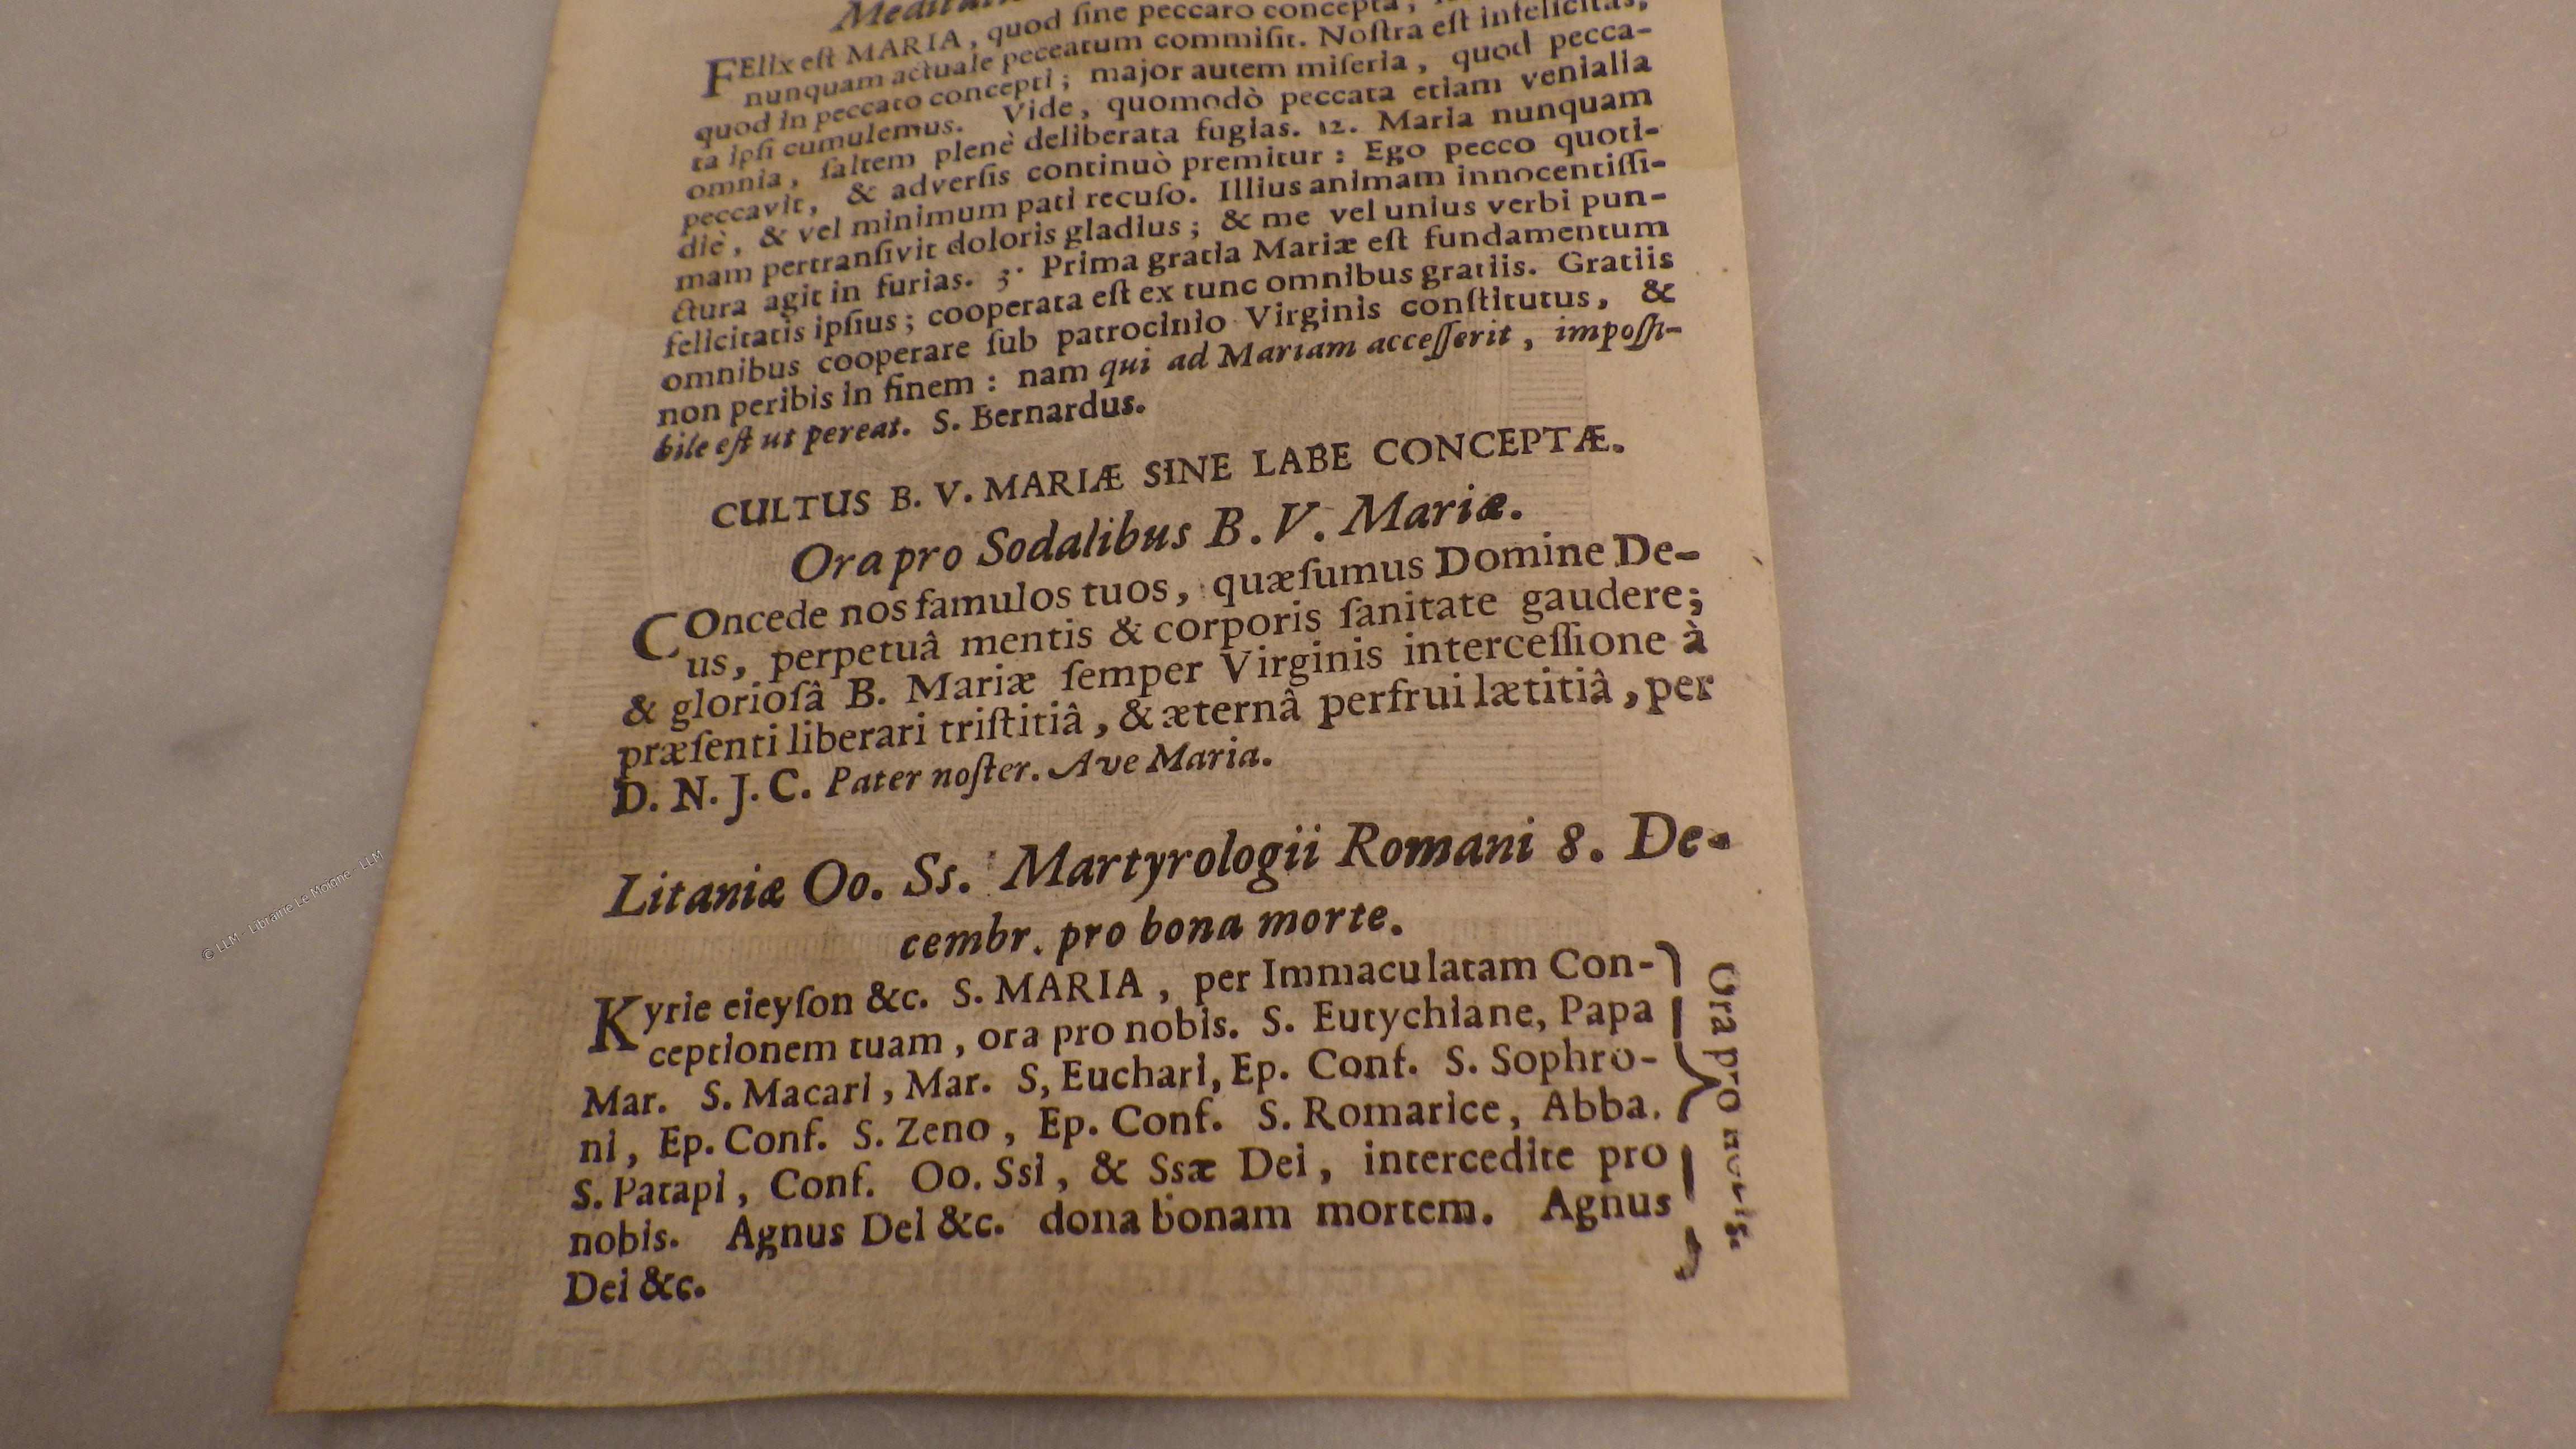 FElix eſt MARIA, quod ſine peccaro concepta,
nunquam actuale peccatum commiſit. Noſtra eſt infelicitas,
quod in peccato concepti; major autem miſeria, quod pecca-
ta ipſi cumulemus. Vide, quomodò peccata etiam venialia
omnia, ſaltem plenè deliberata fugias. 12. Maria nunquam
peccavit, & adverſis continuò premitur: Ego pecco quoti-
diè, & vel minimum pati recuſo. Illius animam innocentiſſi-
mam pertranſivit doloris gladius; & me vel unius verbi pun-
ctura agit in furias. 3. Prima gratia Mariæ eſt fundamentum
felicitatis ipſius; cooperata eſt ex tunc omnibus gratiis. Gratiis
omnibus cooperare ſub patrocinio Virginis conſtitutus, &
non peribis in finem: nam qui ad Mariam acceſſerit, impoſſi-
bile eſt ut pereat. S. Bernardus.
CULTUS B. V. MARIÆ SINE LABE CONCEPTÆ.
Ora pro Sodalibus B. V. Mariæ.
COncede nos famulos tuos, quæſumus Domine De-
us, perpetuâ mentis & corporis ſanitate gaudere;
& glorioſâ B. Mariæ ſemper Virginis interceſſione à
præſenti liberari triſtitiâ, & æternâ perfrui lætitiâ, per
D. N. J. C. Pater noſter. Ave Maria.
Litaniæ Oo. Ss. Martyrologii Romani 8. De-
cembr. pro bona morte.
Kyrie eieyſon &c. S. MARIA, per Immaculatam Con-
ceptionem tuam, ora pro nobis. S. Eutychiane, Papa
Mar. S. Macari, Mar. S, Euchari, Ep. Conf. S. Sophro-
ni, Ep. Conf. S. Zeno, Ep. Conf. S. Romarice, Abba.
S. Patapi, Conf. Oo. Ssi, & Ssæ Dei, intercedite pro
nobis. Agnus Dei &c. dona bonam mortem. Agnus
Dei &c.
Ora pro nobis.
© LLM · Librairie Le Moigne · LLM